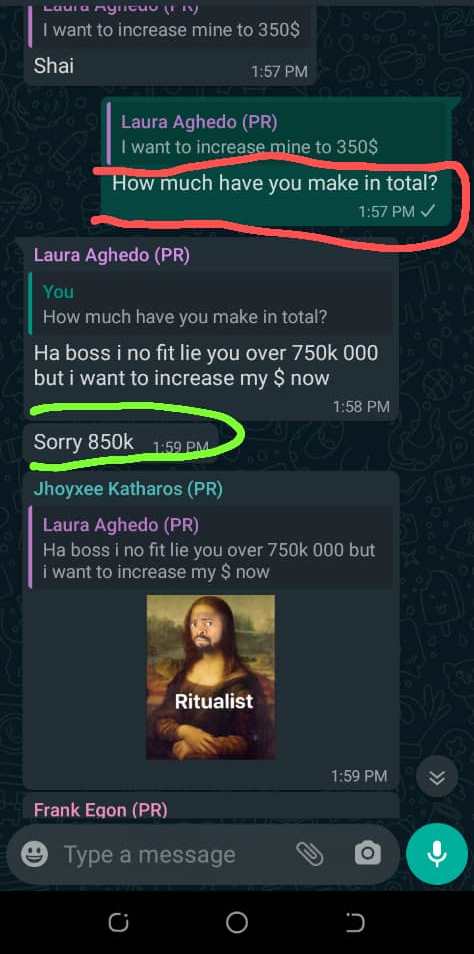 Laura Aghedo (PR)
I want to increase mine to 350$
Shai
1:57 PM
Laura Aghedo (PR)
I want to increase mine to 350$
How much have you make in total?
1:57 PM
Laura Aghedo (PR)
You
How much have you make in total?
Ha boss i no fit lie you over 750k 000
but i want to increase my $ now
1:58 PM
Sorry 850k
1:59 PM
Jhoyxee Katharos (PR)
Laura Aghedo (PR)
Ha boss i no fit lie you over 750k 000 but
i want to increase my $ now
Ritualist
1:59 PM
Frank Egon (PR)
Type a message